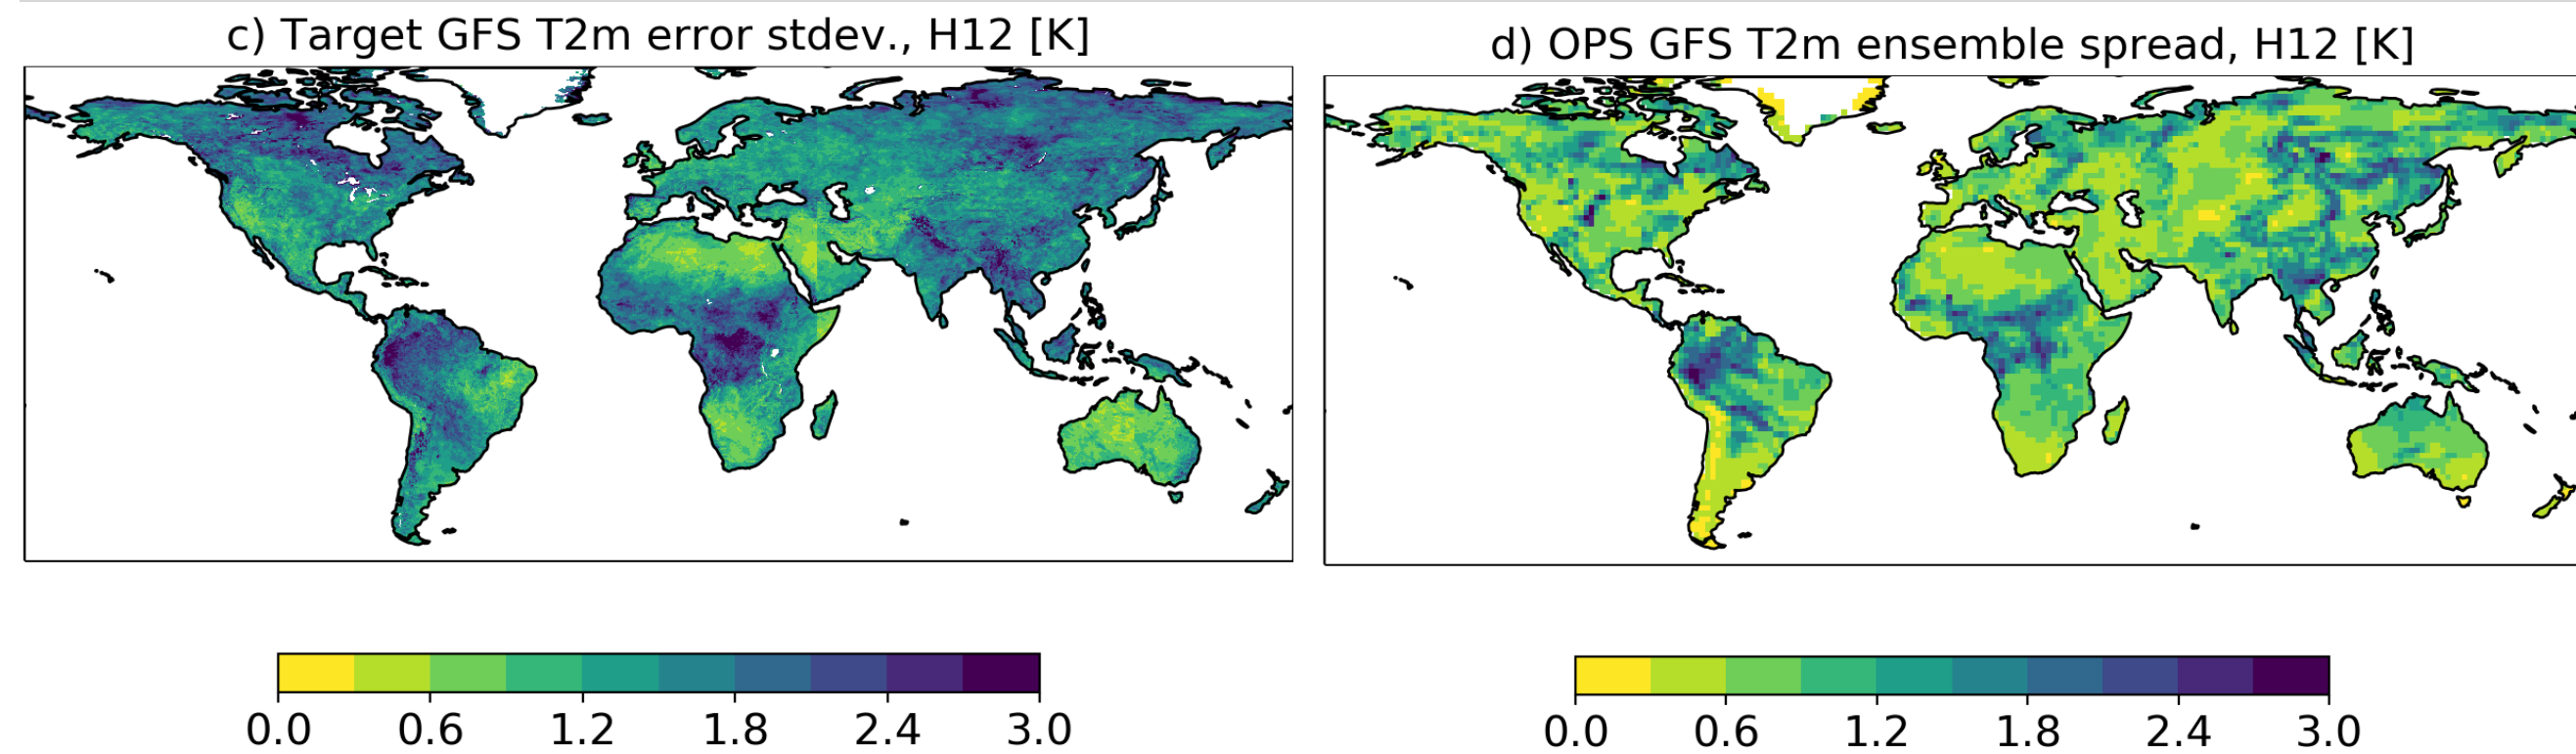 c) Target GFS T2m error stdev., H12 [K]
d) OPS GFS T2m ensemble spread, H12 [K]
0.0 0.6 1.2 1.8 2.4 3.0
0.0 0.6 1.2 1.8 2.4 3.0